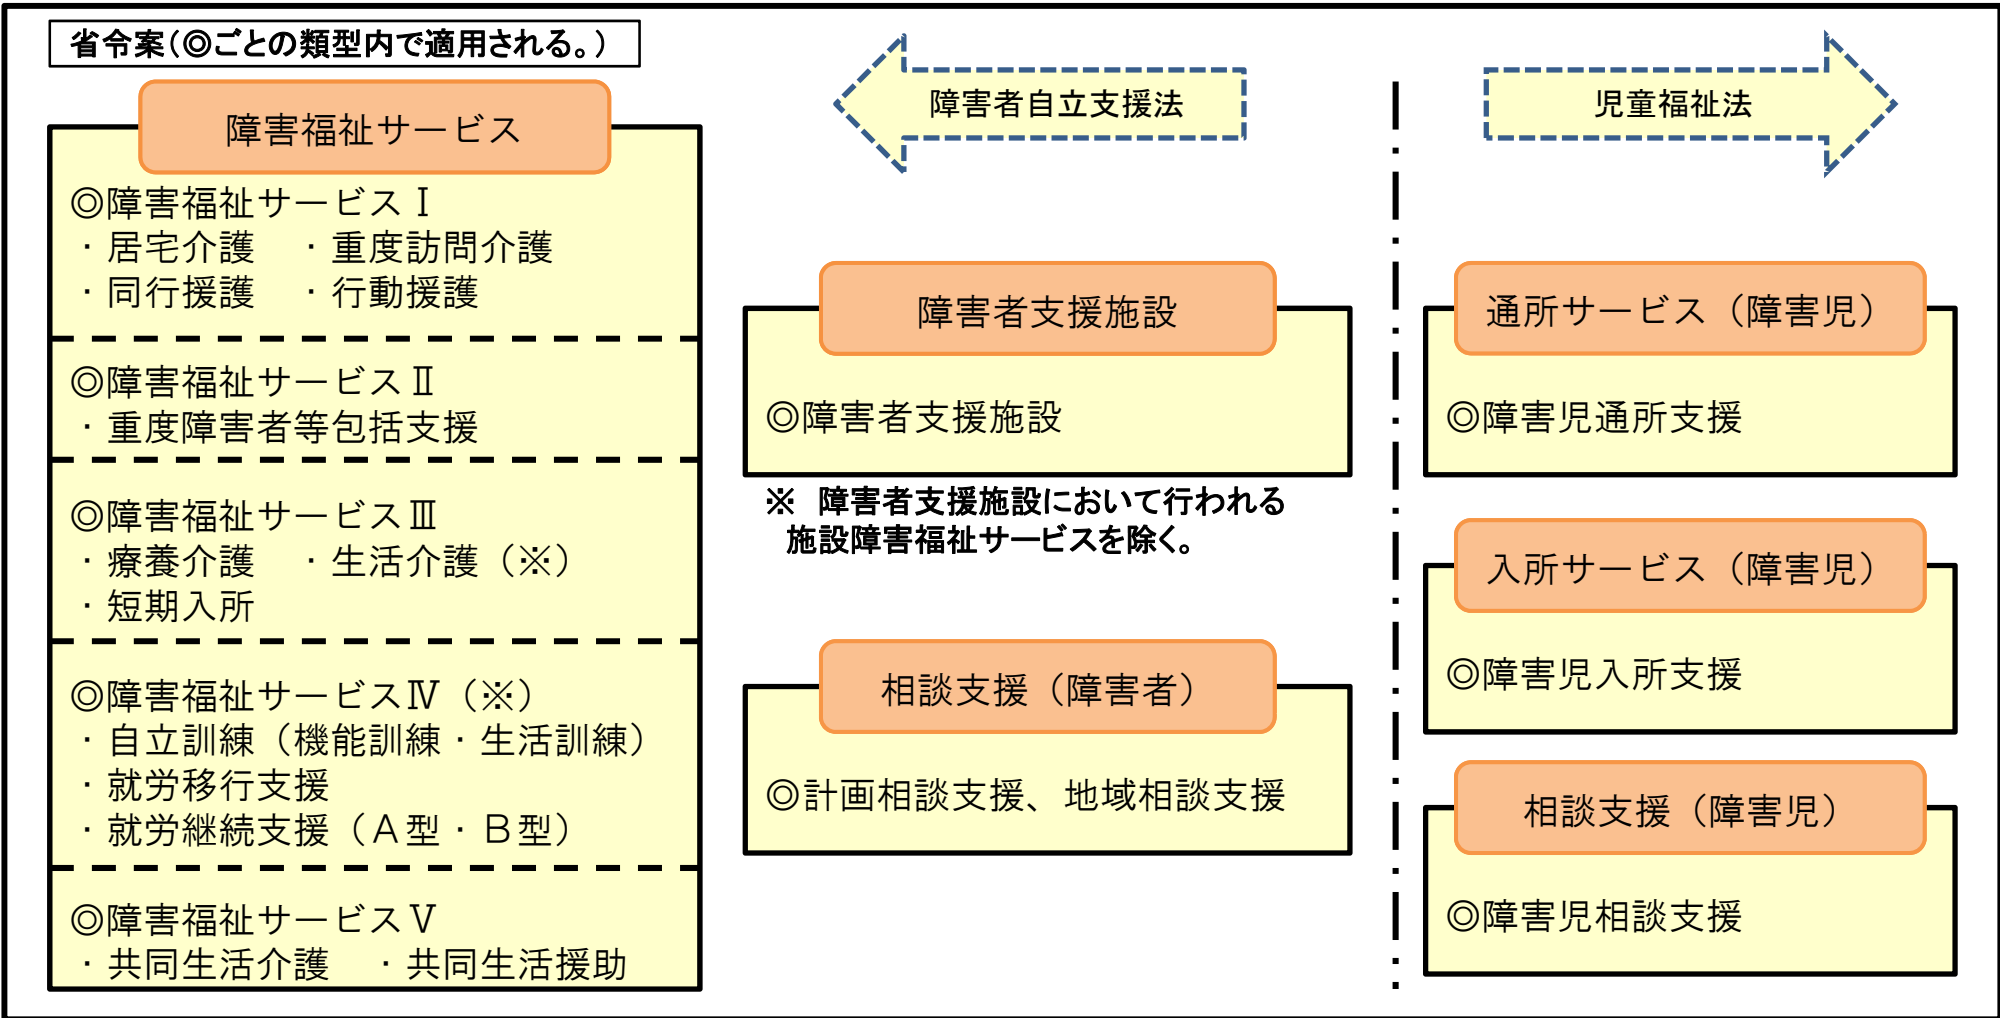 省令案（◎ごとの類型内で適用される。）
障害福祉サービス
◎障害福祉サービスⅠ
・居宅介護　・重度訪問介護
・同行援護　・行動援護
◎障害福祉サービスⅡ
・重度障害者等包括支援
◎障害福祉サービスⅢ
・療養介護　・生活介護（※）
・短期入所
◎障害福祉サービスⅣ（※）
・自立訓練（機能訓練・生活訓練）
・就労移行支援
・就労継続支援（Ａ型・Ｂ型）
◎障害福祉サービスⅤ
・共同生活介護　・共同生活援助
障害者自立支援法
障害者支援施設
◎障害者支援施設
※　障害者支援施設において行われる
施設障害福祉サービスを除く。
相談支援（障害者）
◎計画相談支援、地域相談支援
児童福祉法
通所サービス（障害児）
◎障害児通所支援
入所サービス（障害児）
◎障害児入所支援
相談支援（障害児）
◎障害児相談支援